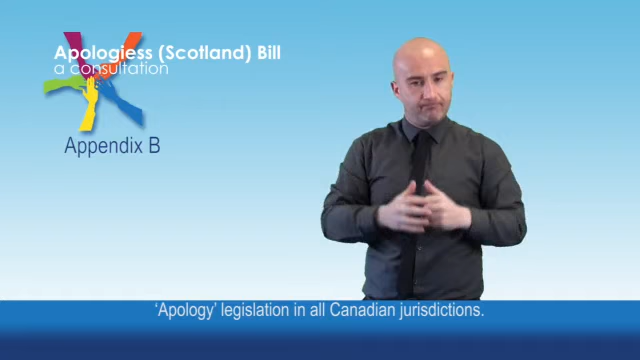 Apologiess (Scotland) Bill
a consultation
Appendix B
‘Apology’ legislation in all Canadian jurisdictions.